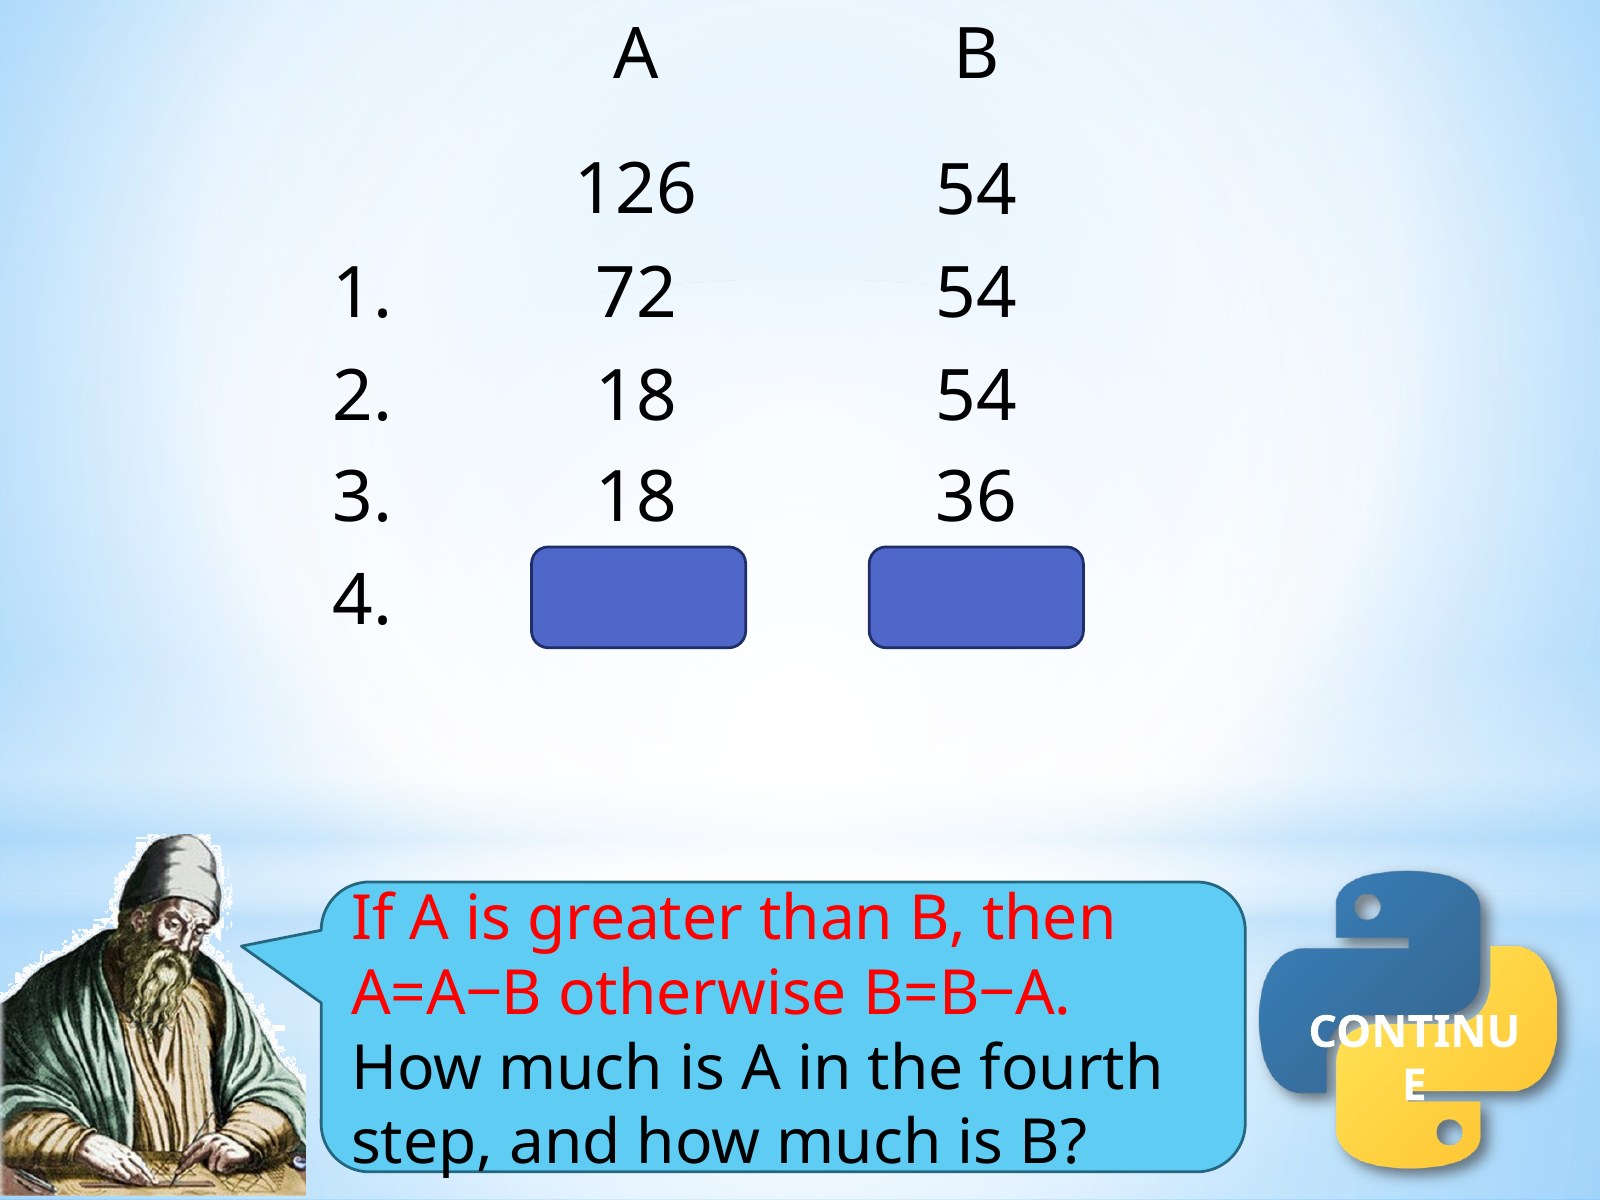 A B
126 54
1. 72 54
2. 18 54
3. 18 36
4.
If A is greater than B, then
A=A−B otherwise B=B−A.
How much is A in the fourth
step, and how much is B?
CONTINU
E